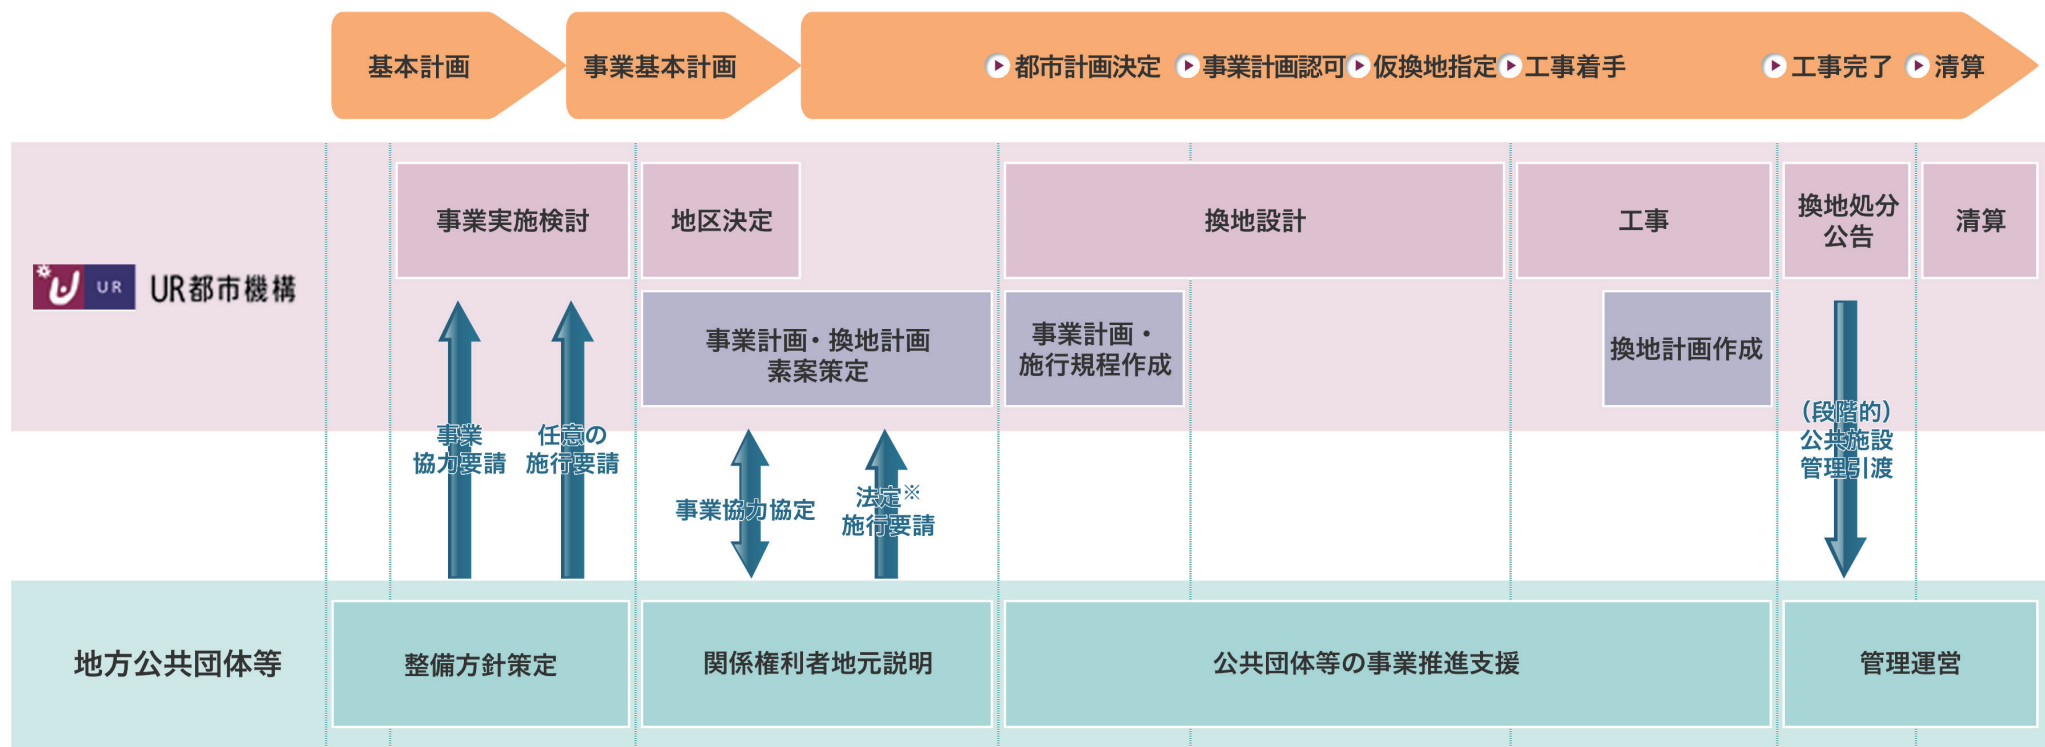 基本計画
事業基本計画
都市計画決定
事業計画認可
仮換地指定
工事着手
工事完了
清算
事業実施検討
地区決定
換地設計
工事
換地処分
公告
清算
UR
UR都市機構
事業計画・換地計画
素案策定
事業計画・
施行規程作成
換地計画作成
事業
協力要請
任意の
施行要請
事業協力協定
法定※
施行要請
（段階的）
公共施設
管理引渡
地方公共団体等
整備方針策定
関係権利者地元説明
公共団体等の事業推進支援
管理運営